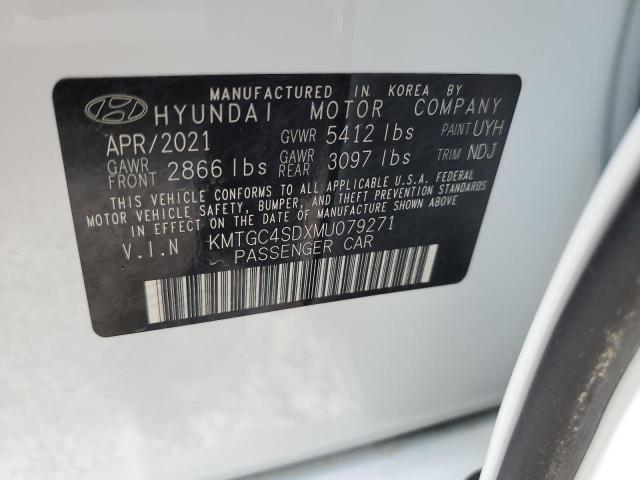 MANUFACTURED IN KOREA BY
HYUNDAI MOTOR COMPANY
APR/2021 GVWR 5412 lbs PAINT UYH
GAWR FRONT 2866 lbs GAWR REAR 3097 lbs TRIM NDJ
THIS VEHICLE CONFORMS TO ALL APPLICABLE U.S.A. FEDERAL
MOTOR VEHICLE SAFETY, BUMPER, AND THEFT PREVENTION STANDARDS
IN EFFECT ON THE DATE OF MANUFACTURE SHOWN ABOVE.
V.I.N KMTGC4SDXMU079271
PASSENGER CAR